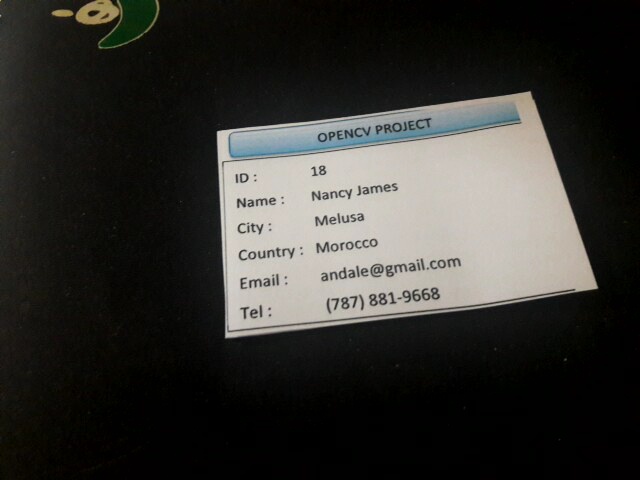 OPENCV PROJECT
ID : 18
Name : Nancy James
City : Melusa
Country : Morocco
Email : andale@gmail.com
Tel : (787) 881-9668